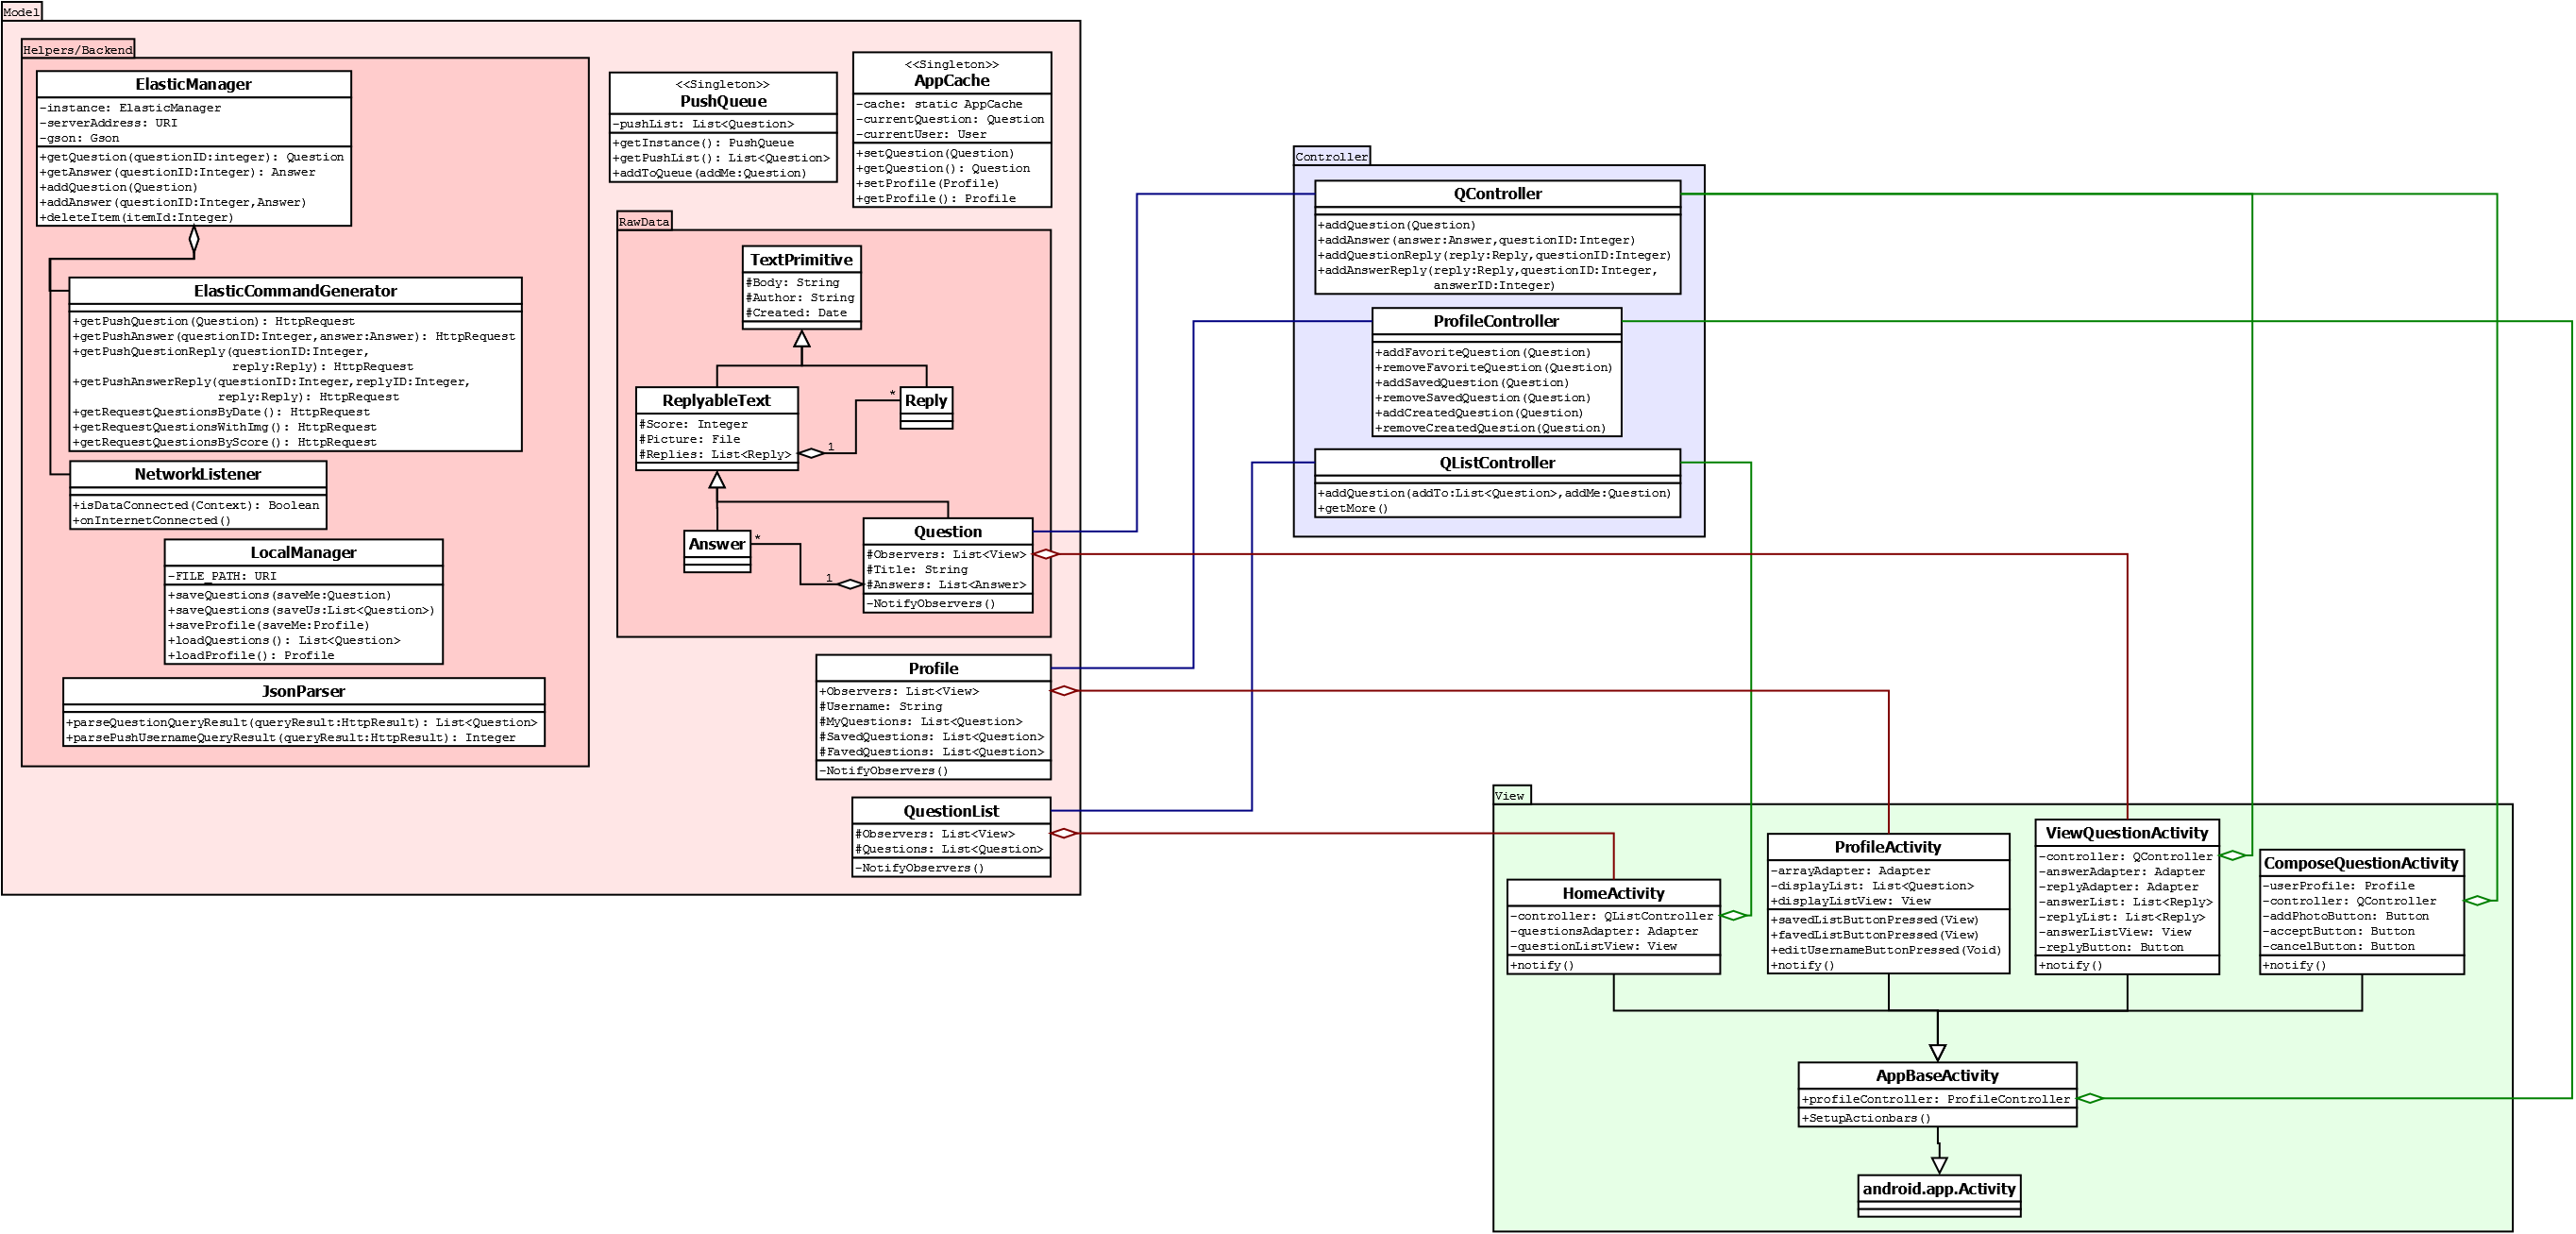 Model
Helpers/Backend
ElasticManager
-instance: ElasticManager
-serverAddress: URI
-gson: Gson
+getQuestion(questionID:integer): Question
+getAnswer(questionID:Integer): Answer
+addQuestion(Question)
+addAnswer(questionID:Integer,Answer)
+deleteItem(itemId:Integer)
ElasticCommandGenerator
+getPushQuestion(Question): HttpRequest
+getPushAnswer(questionID:Integer,answer:Answer): HttpRequest
+getPushQuestionReply(questionID:Integer,
reply:Reply): HttpRequest
+getPushAnswerReply(questionID:Integer,replyID:Integer,
reply:Reply): HttpRequest
+getRequestQuestionsByDate(): HttpRequest
+getRequestQuestionsWithImg(): HttpRequest
+getRequestQuestionsByScore(): HttpRequest
NetworkListener
+isDataConnected(Context): Boolean
+onInternetConnected()
LocalManager
-FILE_PATH: URI
+saveQuestions(saveMe:Question)
+saveQuestions(saveUs:List<Question>)
+saveProfile(saveMe:Profile)
+loadQuestions(): List<Question>
+loadProfile(): Profile
JsonParser
+parseQuestionQueryResult(queryResult:HttpResult): List<Question>
+parsePushUsernameQueryResult(queryResult:HttpResult): Integer
<<Singleton>>
PushQueue
-pushList: List<Question>
+getInstance(): PushQueue
+getPushList(): List<Question>
+addToQueue(addMe:Question)
<<Singleton>>
AppCache
-cache: static AppCache
-currentQuestion: Question
-currentUser: User
+setQuestion(Question)
+getQuestion(): Question
+setProfile(Profile)
+getProfile(): Profile
RawData
TextPrimitive
#Body: String
#Author: String
#Created: Date
ReplyableText
#Score: Integer
#Picture: File
#Replies: List<Reply>
1
*
Reply
Answer
*
1
Question
#Observers: List<View>
#Title: String
#Answers: List<Answer>
-NotifyObservers()
Profile
+Observers: List<View>
#Username: String
#MyQuestions: List<Question>
#SavedQuestions: List<Question>
#FavedQuestions: List<Question>
-NotifyObservers()
QuestionList
#Observers: List<View>
#Questions: List<Question>
-NotifyObservers()
Controller
QController
+addQuestion(Question)
+addAnswer(answer:Answer,questionID:Integer)
+addQuestionReply(reply:Reply,questionID:Integer)
+addAnswerReply(reply:Reply,questionID:Integer,
answerID:Integer)
ProfileController
+addFavoriteQuestion(Question)
+removeFavoriteQuestion(Question)
+addSavedQuestion(Question)
+removeSavedQuestion(Question)
+addCreatedQuestion(Question)
+removeCreatedQuestion(Question)
QListController
+addQuestion(addTo:List<Question>,addMe:Question)
+getMore()
View
HomeActivity
-controller: QListController
-questionsAdapter: Adapter
-questionListView: View
+notify()
ProfileActivity
-arrayAdapter: Adapter
-displayList: List<Question>
+displayListView: View
+savedListButtonPressed(View)
+favedListButtonPressed(View)
+editUsernameButtonPressed(Void)
+notify()
ViewQuestionActivity
-controller: QController
-answerAdapter: Adapter
-replyAdapter: Adapter
-answerList: List<Reply>
-replyList: List<Reply>
-answerListView: View
-replyButton: Button
+notify()
ComposeQuestionActivity
-userProfile: Profile
-controller: QController
-addPhotoButton: Button
-acceptButton: Button
-cancelButton: Button
+notify()
AppBaseActivity
+profileController: ProfileController
+SetupActionbars()
android.app.Activity